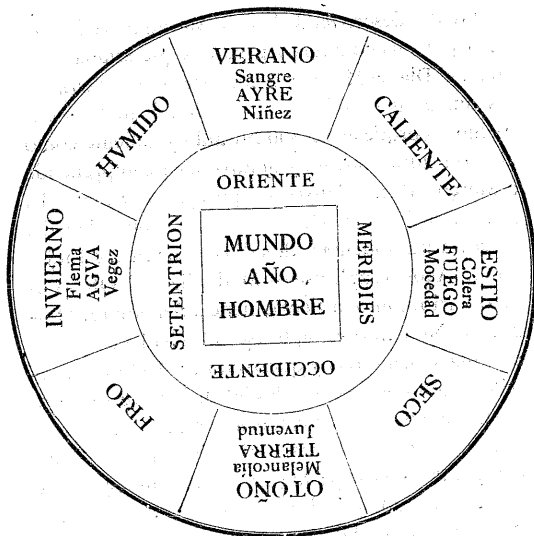 VERANO
Sangre
AYRE
Niñez
CALIENTE
ESTIO
Cólera
FUEGO
Mocedad
SECO
OTOÑO
Melancolía
TIERRA
Juventud
FRIO
INVIERNO
Flema
AGVA
Vegez
HVMIDO
ORIENTE
MERIDIES
OCCIDENTE
SETENTRION
MUNDO
AÑO
HOMBRE